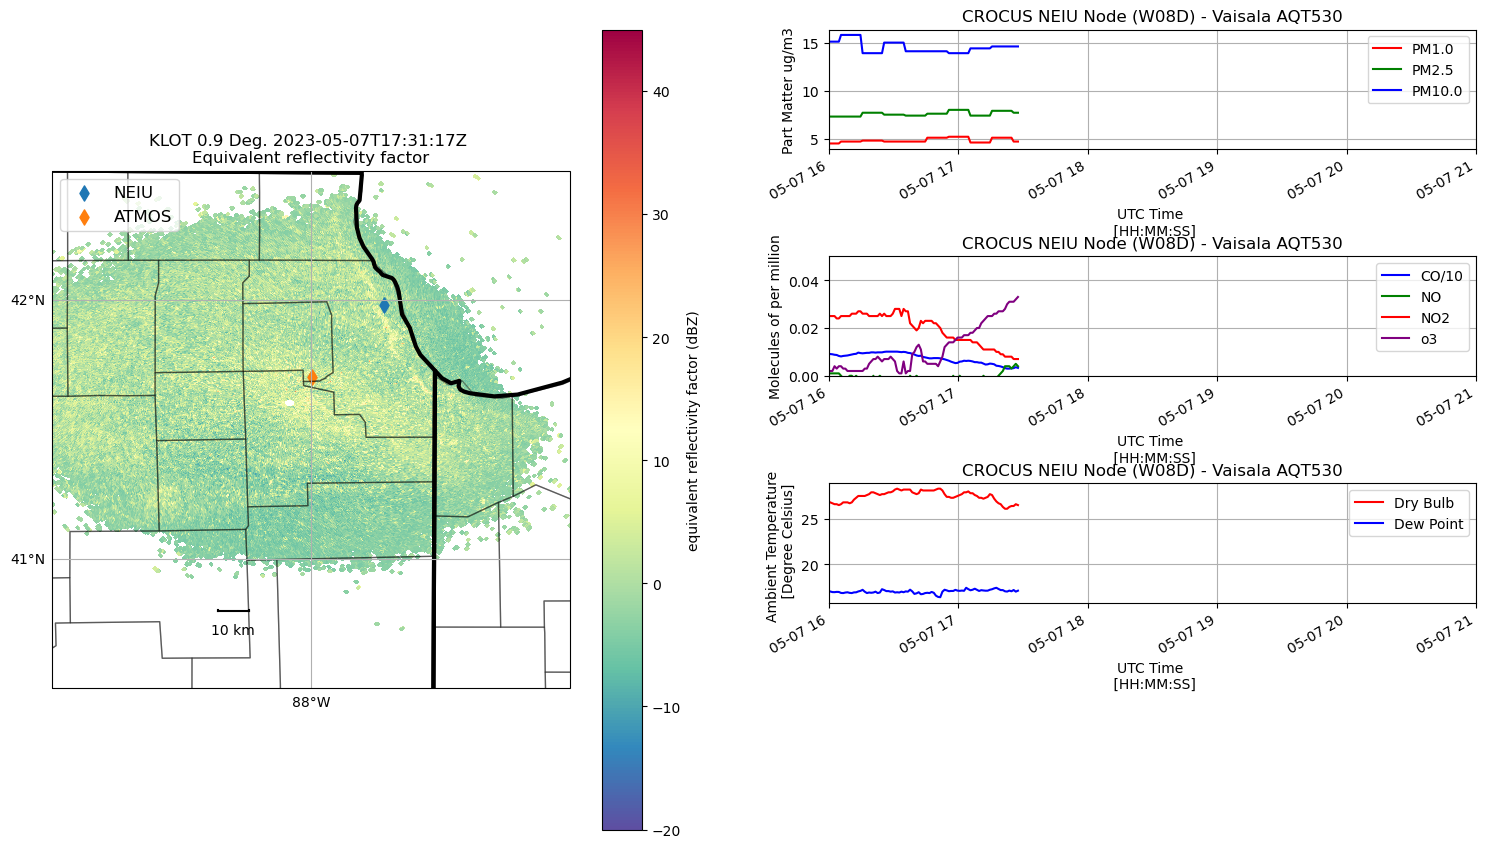 KLOT 0.9 Deg. 2023-05-07T17:31:17Z
Equivalent reflectivity factor
NEIU
ATMOS
42°N
41°N
10 km
88°W
40
30
20
10
0
−10
−20
equivalent reflectivity factor (dBZ)
CROCUS NEIU Node (W08D) - Vaisala AQT530
Part Matter ug/m3
15
10
5
PM1.0
PM2.5
PM10.0
05-07 16
05-07 17
05-07 18
05-07 19
05-07 20
05-07 21
UTC Time
[HH:MM:SS]
CROCUS NEIU Node (W08D) - Vaisala AQT530
Molecules of per million
0.04
0.02
0.00
CO/10
NO
NO2
o3
05-07 16
05-07 17
05-07 18
05-07 19
05-07 20
05-07 21
UTC Time
[HH:MM:SS]
CROCUS NEIU Node (W08D) - Vaisala AQT530
Ambient Temperature
[Degree Celsius]
25
20
Dry Bulb
Dew Point
05-07 16
05-07 17
05-07 18
05-07 19
05-07 20
05-07 21
UTC Time
[HH:MM:SS]